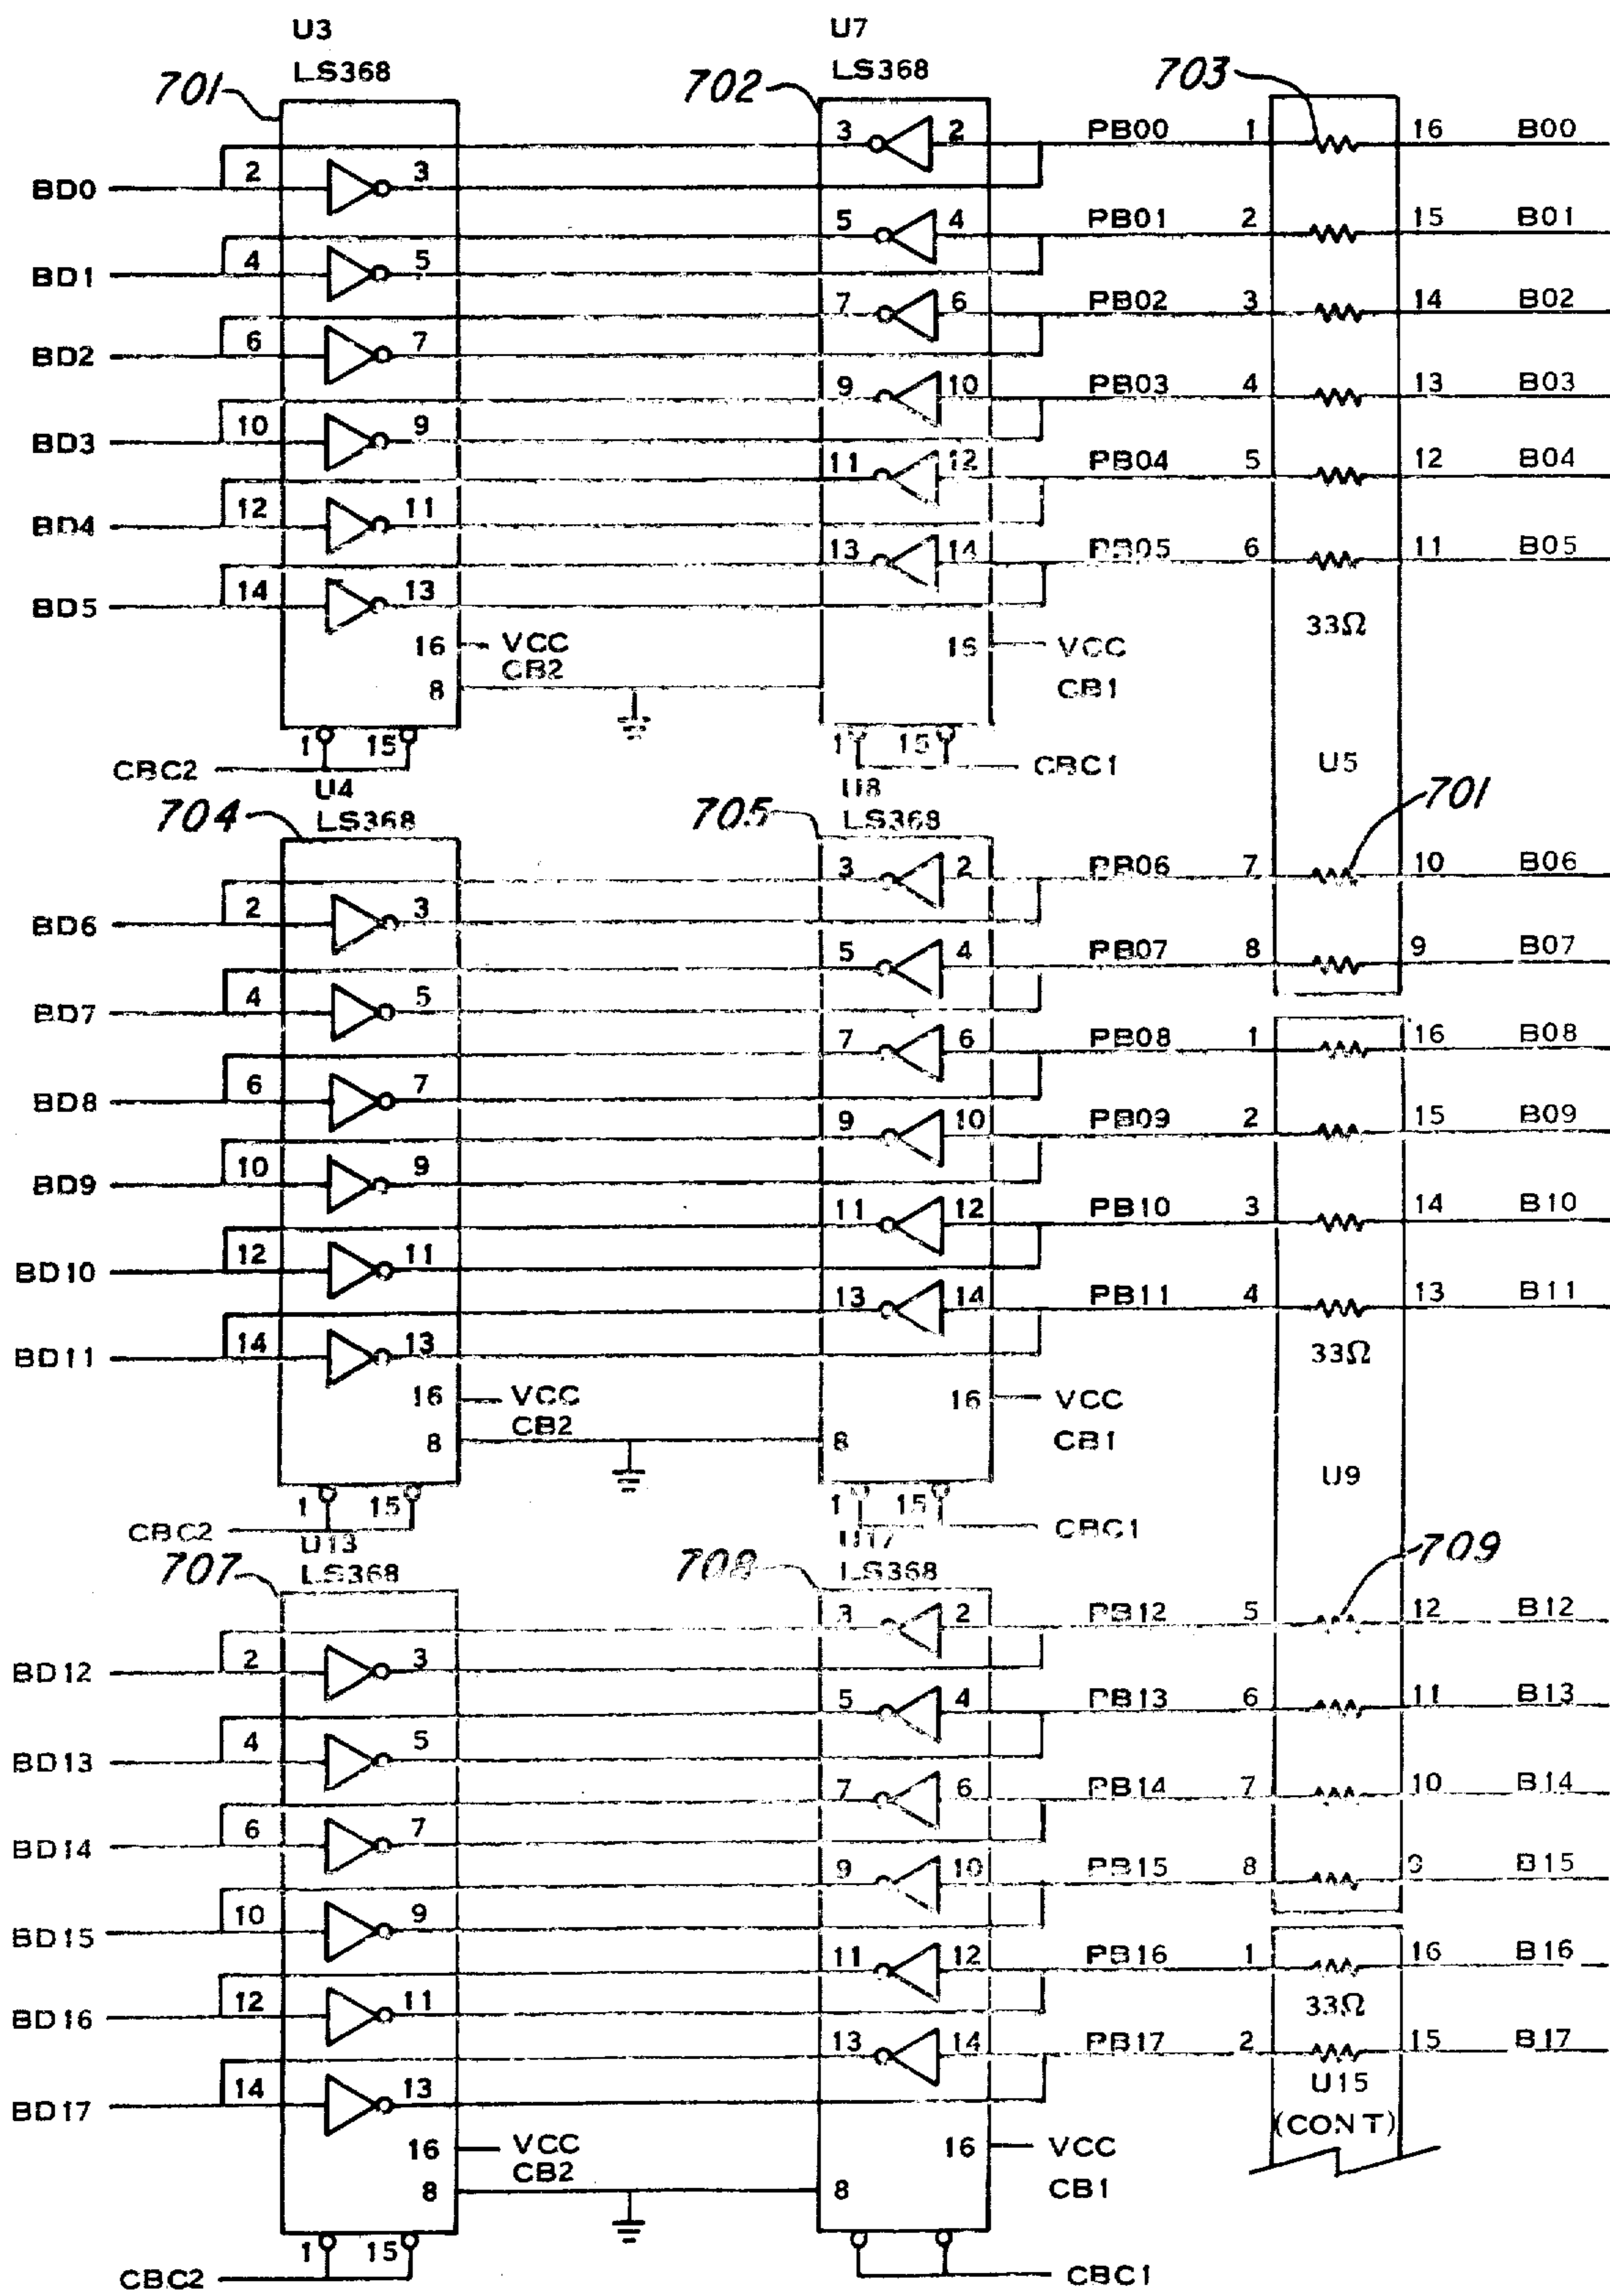 U3 U7
LS368 LS368
701 702 703
3 2 PB00 1 16 B00
BD0 2 3
5 4 PB01 2 15 B01
BD1 4 5
7 6 PB02 3 14 B02
BD2 6 7
9 10 PB03 4 13 B03
BD3 10 9
11 12 PB04 5 12 B04
BD4 12 11
13 14 PB05 6 11 B05
BD5 14 13
33Ω
16 VCC 16 VCC
CB2 CB1
8
1 15 1 15
CBC2 CBC1
U5
U4 U8
LS368 LS368
704 705 701
3 2 PB06 7 10 B06
BD6 2 3
5 4 PB07 8 9 B07
BD7 4 5
7 6 PB08 1 16 B08
BD8 6 7
9 10 PB09 2 15 B09
BD9 10 9
11 12 PB10 3 14 B10
BD10 12 11
13 14 PB11 4 13 B11
BD11 14 13
33Ω
16 VCC 16 VCC
CB2 CB1
8 8
U9
1 15 1 15
CBC2 CBC1
U13 U17
LS368 LS368
707 708 709
3 2 PB12 5 12 B12
BD12 2 3
5 4 PB13 6 11 B13
BD13 4 5
7 6 PB14 7 10 B14
BD14 6 7
9 10 PB15 8 9 B15
BD15 10 9
11 12 PB16 1 16 B16
BD16 12 11
33Ω
13 14 PB17 2 15 B17
BD17 14 13
U15
(CONT)
16 VCC 16 VCC
CB2 CB1
8 8
1 15
CBC2 CBC1